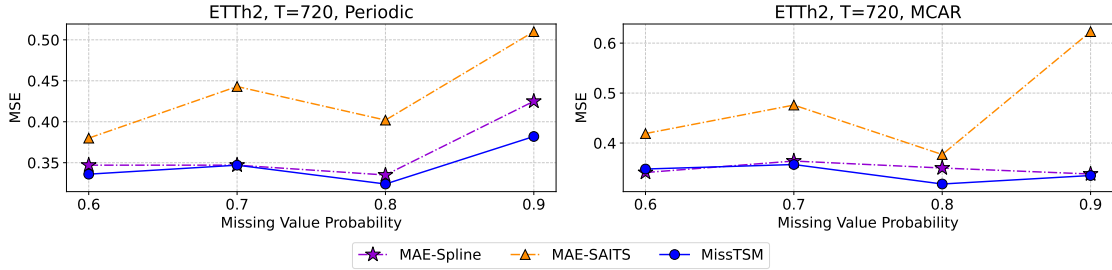 ETTh2, T=720, Periodic
MSE
0.50
0.45
0.40
0.35
0.6 0.7 0.8 0.9
Missing Value Probability
ETTh2, T=720, MCAR
MSE
0.6
0.5
0.4
0.6 0.7 0.8 0.9
Missing Value Probability
MAE-Spline MAE-SAITS MissTSM